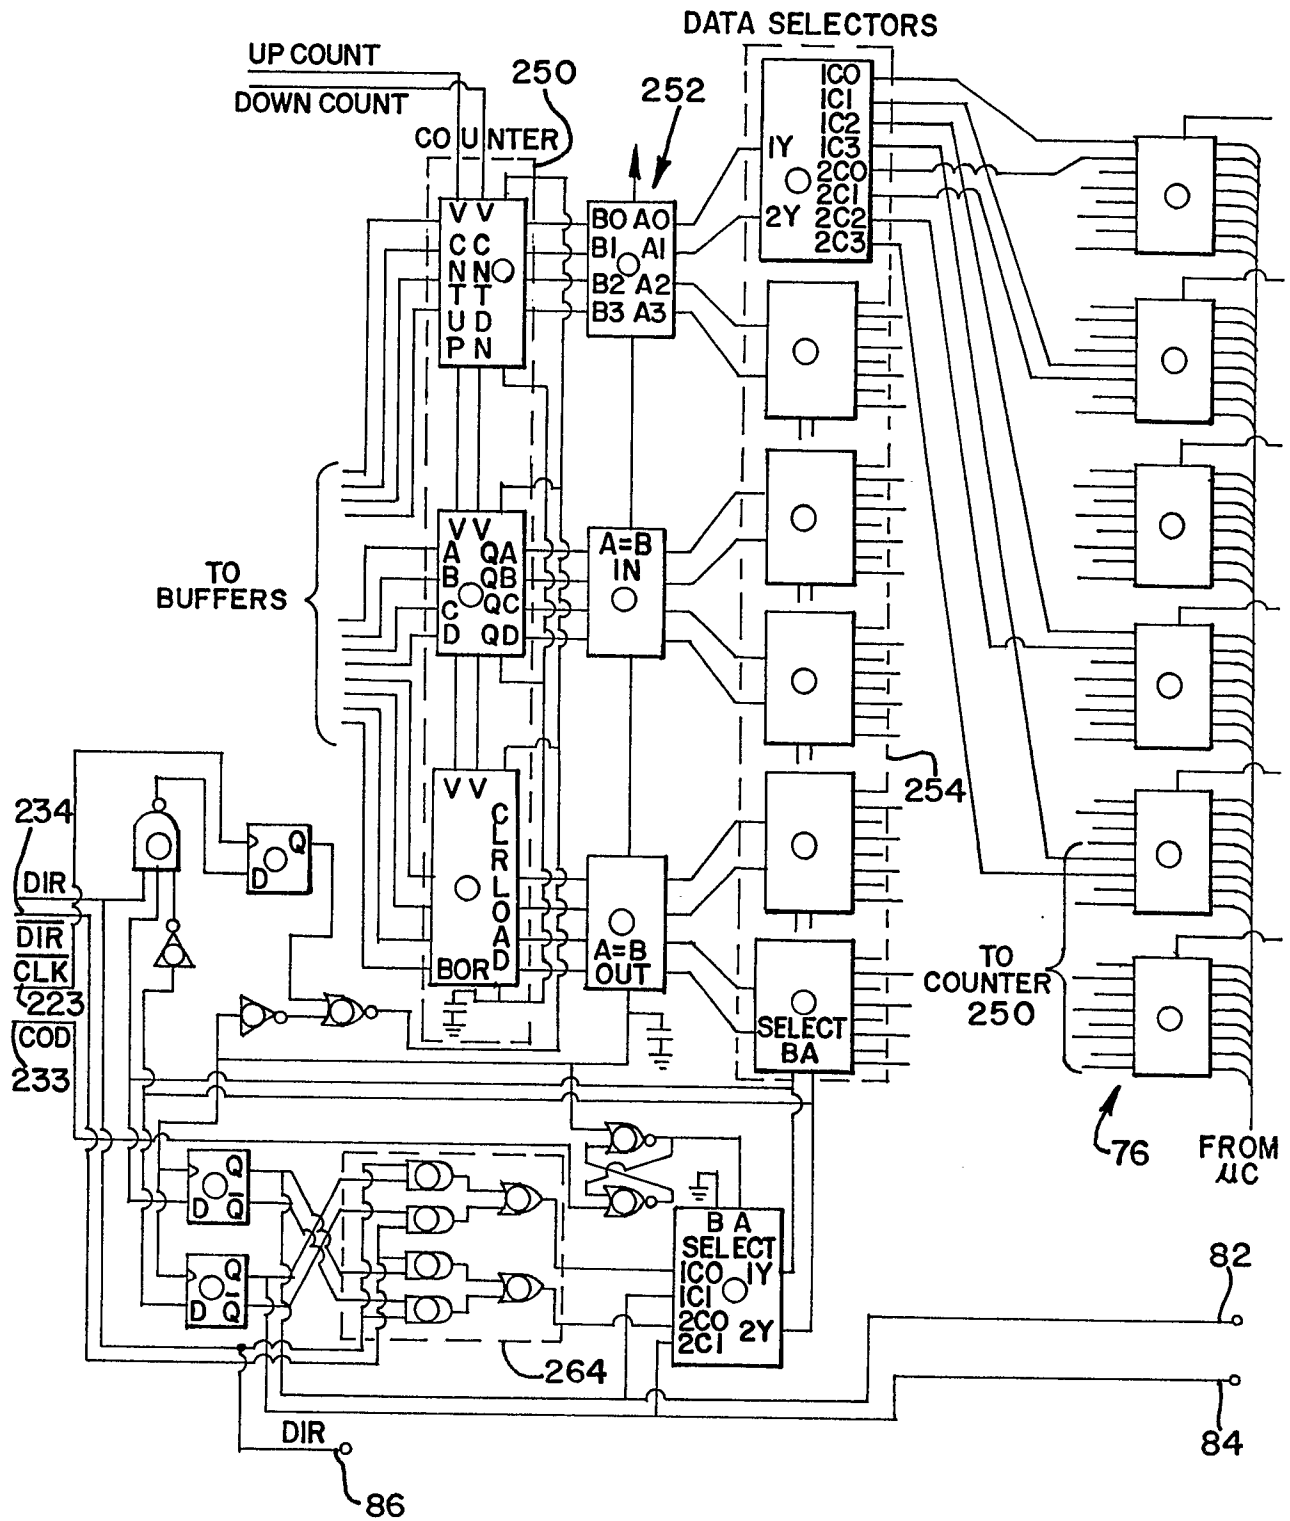 DATA SELECTORS
UP COUNT
DOWN COUNT
250
252
COUNTER
1C0
1C1
1C2
1C3
2C0
2C1
2C2
2C3
1Y
2Y
V V
CNTUP
CNTDN
B0 A0
B1 A1
B2 A2
B3 A3
TO
BUFFERS
V V
A QA
B QB
C QC
D QD
A=B
IN
254
V V
CLR
LOAD
BOR
A=B
OUT
SELECT
BA
234
DIR
DIR
CLK
223
COD
233
Q
D
TO
COUNTER
250
76
FROM
μC
Q
D Q
Q
D Q
B A
SELECT
1C0 1Y
1C1
2C0 2Y
2C1
264
82
84
DIR
86